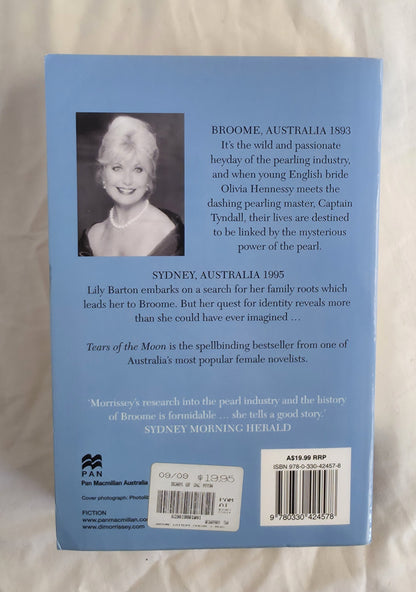 BROOME, AUSTRALIA 1893
It's the wild and passionate
heyday of the pearling industry,
and when young English bride
Olivia Hennessy meets the
dashing pearling master, Captain
Tyndall, their lives are destined
to be linked by the mysterious
power of the pearl.
SYDNEY, AUSTRALIA 1995
Lily Barton embarks on a search for her family roots which
leads her to Broome. But her quest for identity reveals more
than she could have ever imagined …
Tears of the Moon is the spellbinding bestseller from one of
Australia's most popular female novelists.
'Morrissey's research into the pearl industry and the history
of Broome is formidable … she tells a good story.'
SYDNEY MORNING HERALD
PAN
Pan Macmillan Australia
Cover photograph:
FICTION
www.panmacmillan.com
www.dimorrissey.com
09/09 $19.95
A$19.99 RRP
ISBN 978-0-330-42457-8
9 780330 424578